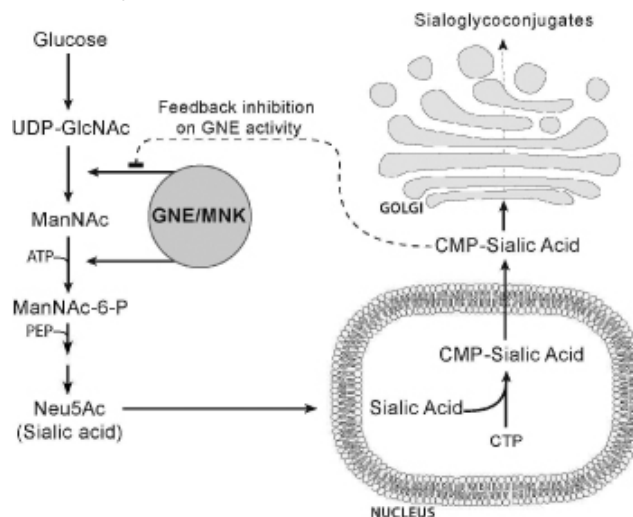 Sialoglycoconjugates
Glucose
Feedback inhibition
on GNE activity
UDP-GlcNAc
GNE/MNK
GOLGI
ManNAc
CMP-Sialic Acid
ATP
ManNAc-6-P
PEP
CMP-Sialic Acid
Neu5Ac
(Sialic acid)
Sialic Acid
CTP
NUCLEUS